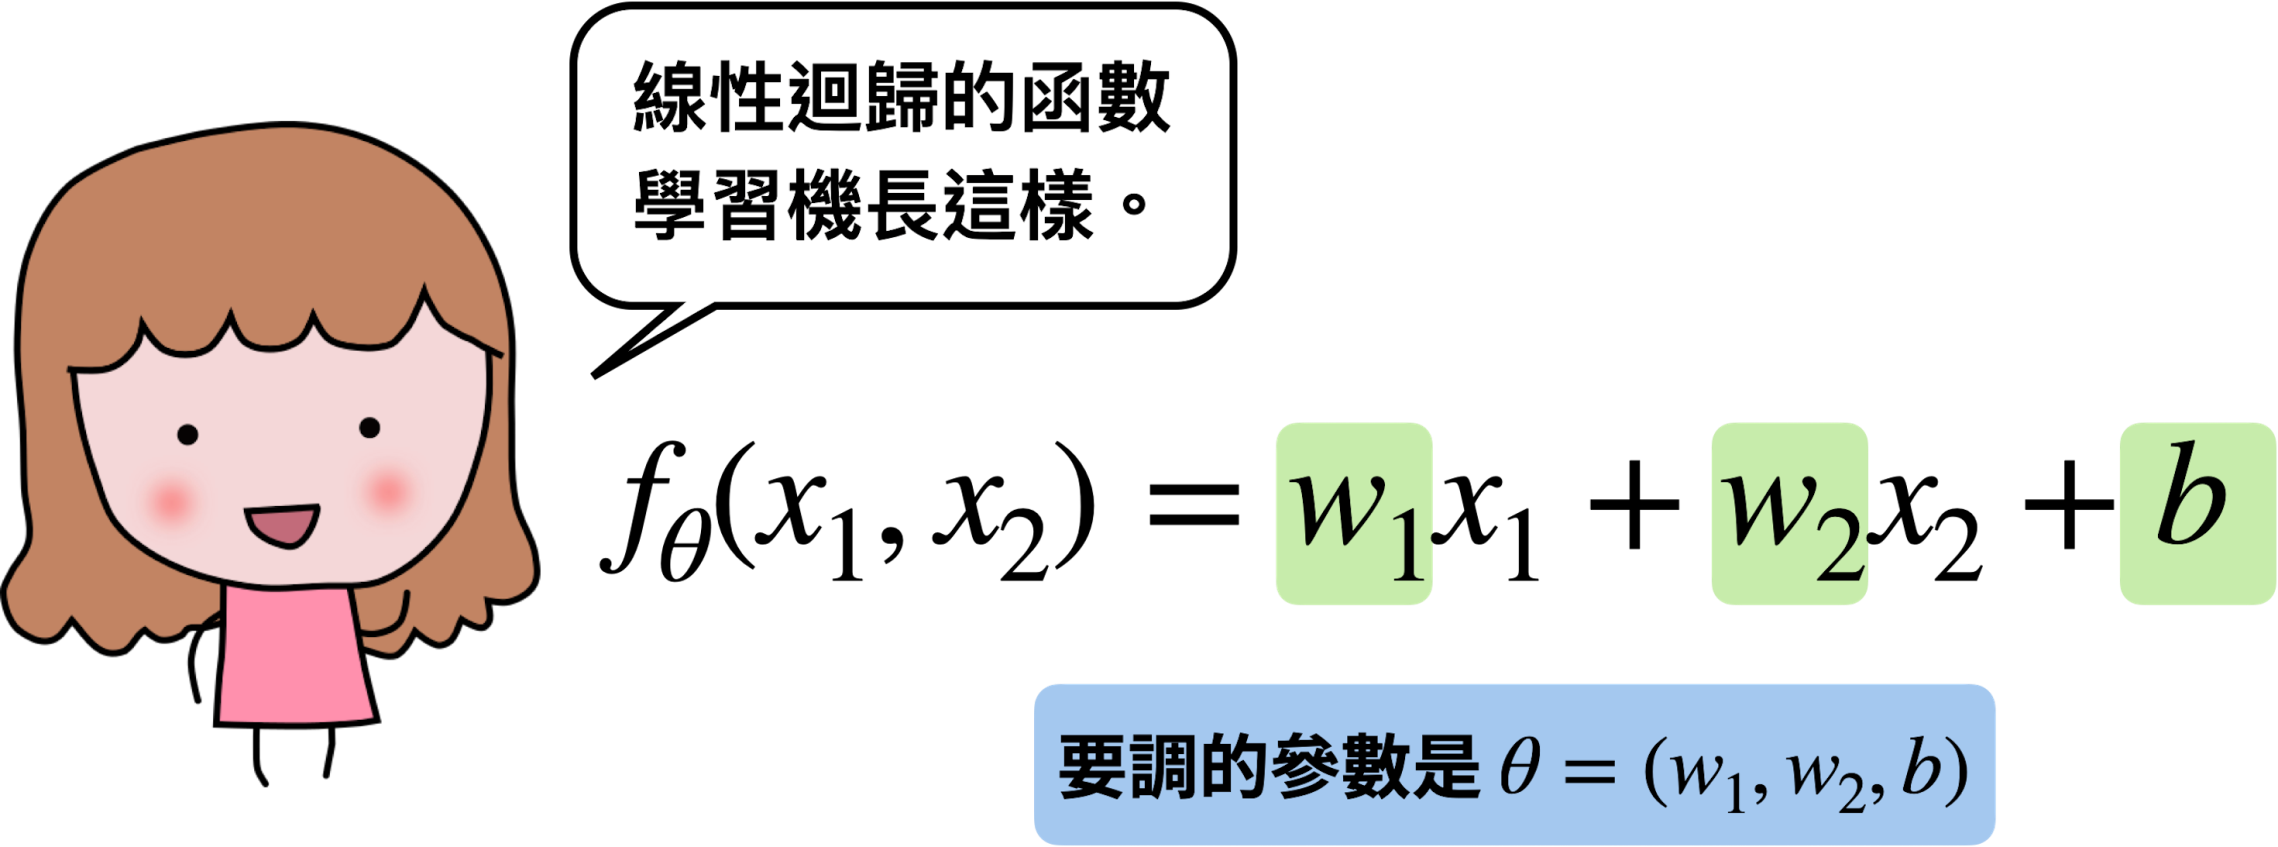 線性迴歸的函數
學習機長這樣。
f_θ(x₁, x₂) = w₁x₁ + w₂x₂ + b
要調的參數是 θ = (w₁, w₂, b)